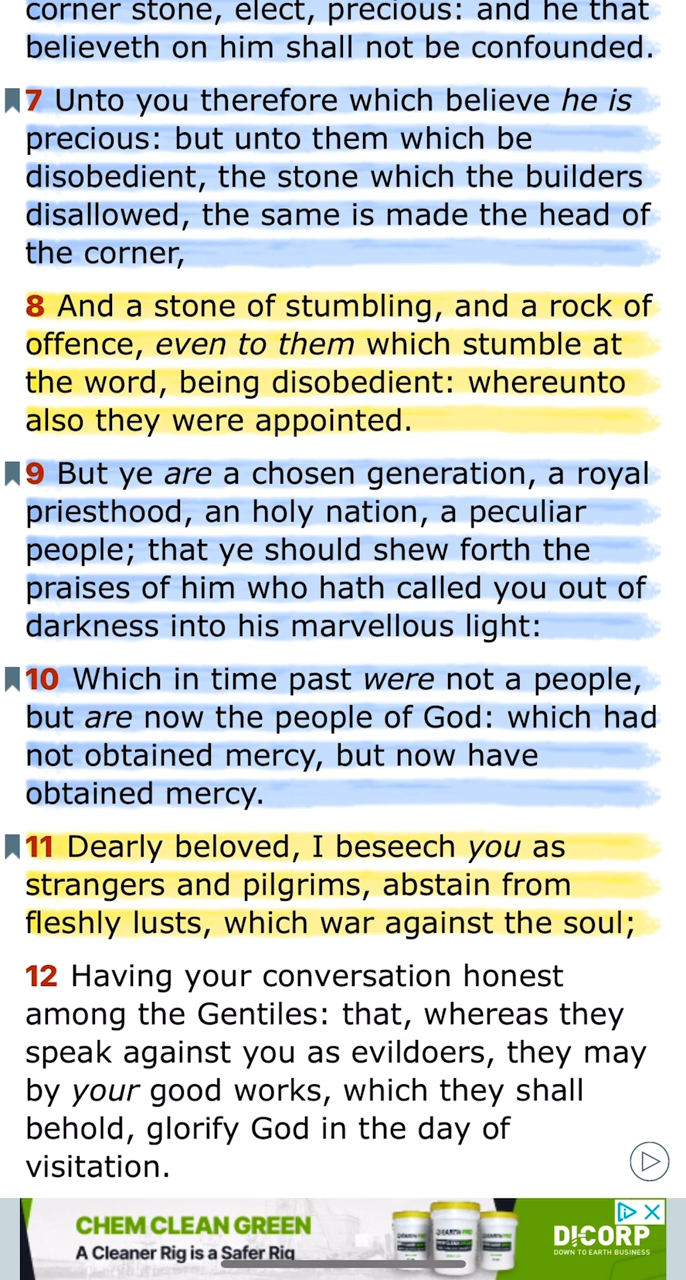 corner stone, elect, precious: and he that
believeth on him shall not be confounded.
7 Unto you therefore which believe he is
precious: but unto them which be
disobedient, the stone which the builders
disallowed, the same is made the head of
the corner,
8 And a stone of stumbling, and a rock of
offence, even to them which stumble at
the word, being disobedient: whereunto
also they were appointed.
9 But ye are a chosen generation, a royal
priesthood, an holy nation, a peculiar
people; that ye should shew forth the
praises of him who hath called you out of
darkness into his marvellous light:
10 Which in time past were not a people,
but are now the people of God: which had
not obtained mercy, but now have
obtained mercy.
11 Dearly beloved, I beseech you as
strangers and pilgrims, abstain from
fleshly lusts, which war against the soul;
12 Having your conversation honest
among the Gentiles: that, whereas they
speak against you as evildoers, they may
by your good works, which they shall
behold, glorify God in the day of
visitation.
CHEM CLEAN GREEN
A Cleaner Rig is a Safer Rig
DICORP
DOWN TO EARTH BUSINESS